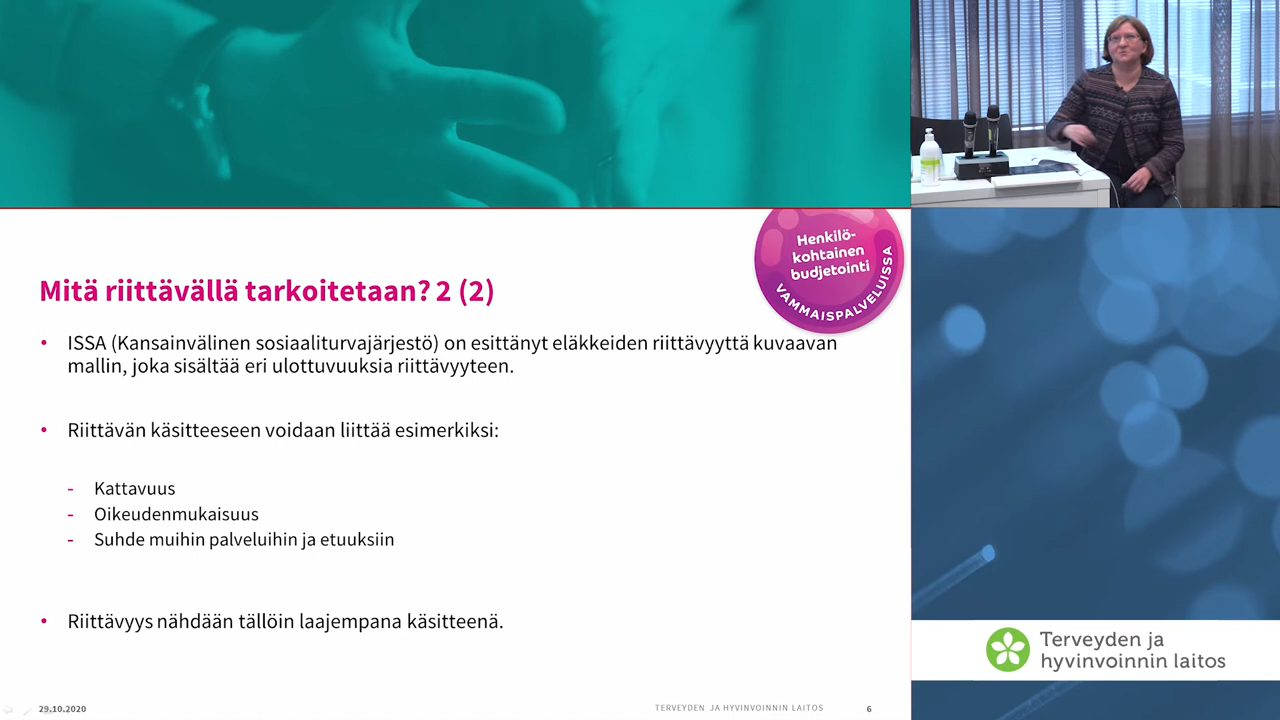 Henkilö-
kohtainen
budjetointi
VAMMAISPALVELUISSA
Mitä riittävällä tarkoitetaan? 2 (2)
• ISSA (Kansainvälinen sosiaaliturvajärjestö) on esittänyt eläkkeiden riittävyyttä kuvaavan
mallin, joka sisältää eri ulottuvuuksia riittävyyteen.
• Riittävän käsitteeseen voidaan liittää esimerkiksi:
- Kattavuus
- Oikeudenmukaisuus
- Suhde muihin palveluihin ja etuuksiin
• Riittävyys nähdään tällöin laajempana käsitteenä.
29.10.2020
TERVEYDEN JA HYVINVOINNIN LAITOS
6
Terveyden ja
hyvinvoinnin laitos